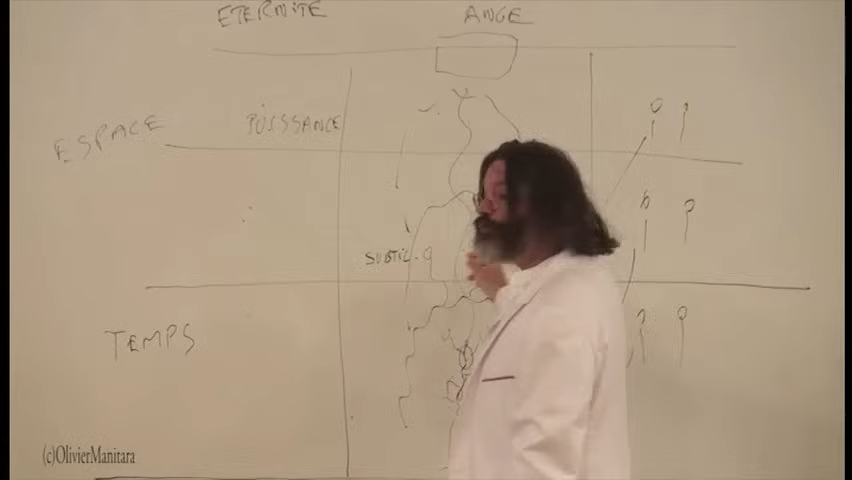 ETERNITE ANGE
ESPACE PUISSANCE
SUBTIL
TEMPS
(c)OlivierManitara